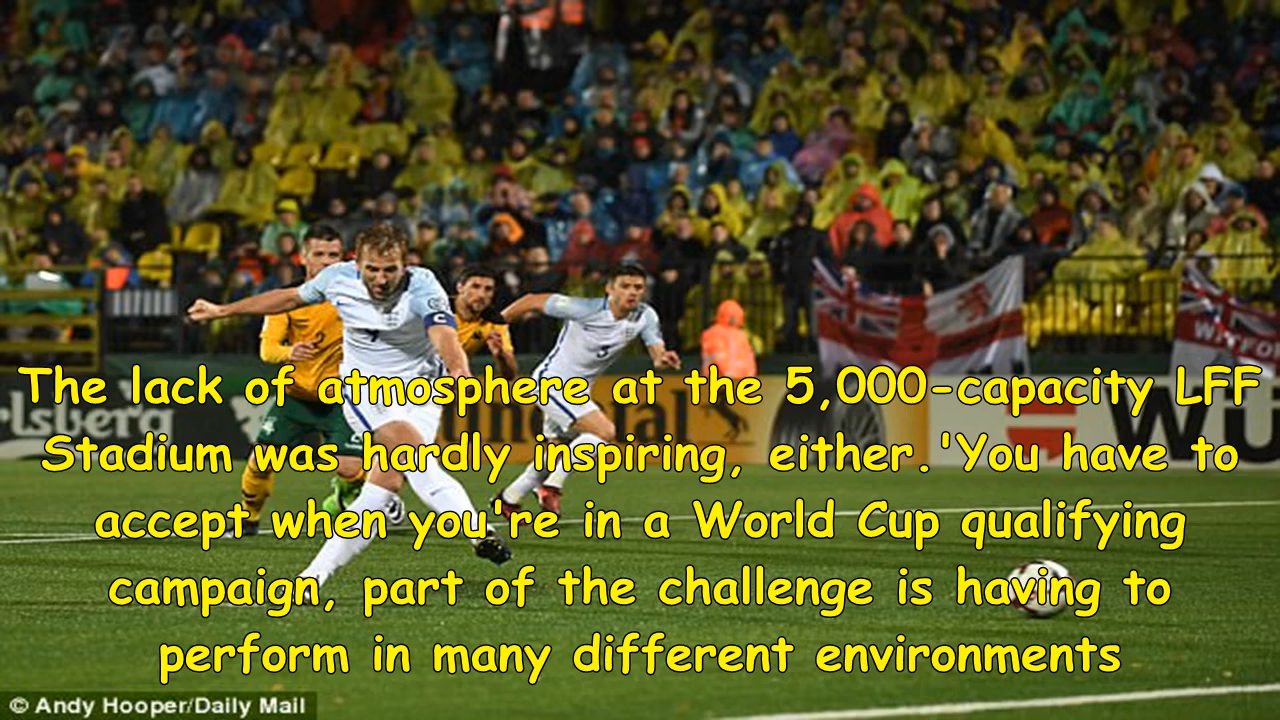 The lack of atmosphere at the 5,000-capacity LFF
Stadium was hardly inspiring, either.'You have to
accept when you're in a World Cup qualifying
campaign, part of the challenge is having to
perform in many different environments
rlsberg
© Andy Hooper/Daily Mail